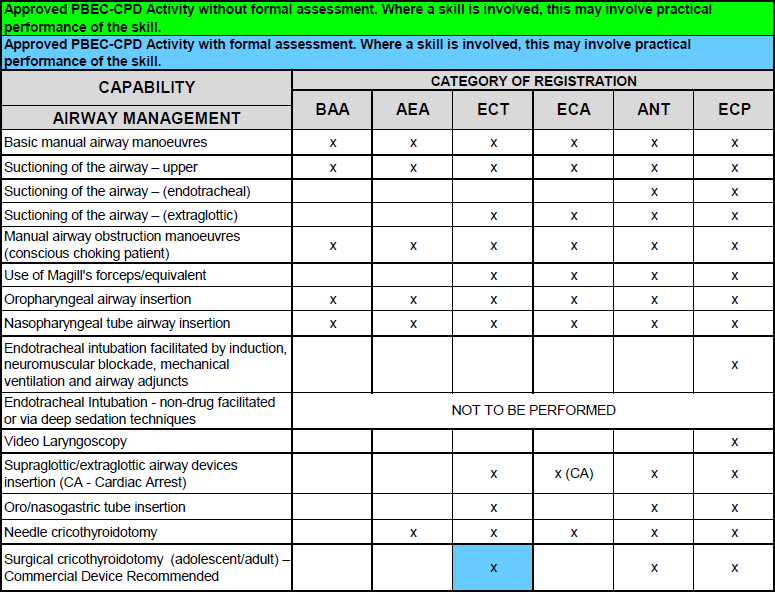 Approved PBEC-CPD Activity without formal assessment. Where a skill is involved, this may involve practical
performance of the skill.
Approved PBEC-CPD Activity with formal assessment. Where a skill is involved, this may involve practical
performance of the skill.
CAPABILITY CATEGORY OF REGISTRATION
AIRWAY MANAGEMENT BAA AEA ECT ECA ANT ECP
Basic manual airway manoeuvres x x x x x x
Suctioning of the airway – upper x x x x x x
Suctioning of the airway – (endotracheal) x x
Suctioning of the airway – (extraglottic) x x x x
Manual airway obstruction manoeuvres
(conscious choking patient) x x x x x x
Use of Magill's forceps/equivalent x x x x
Oropharyngeal airway insertion x x x x x x
Nasopharyngeal tube airway insertion x x x x x x
Endotracheal intubation facilitated by induction,
neuromuscular blockade, mechanical
ventilation and airway adjuncts x
Endotracheal Intubation - non-drug facilitated
or via deep sedation techniques NOT TO BE PERFORMED
Video Laryngoscopy x
Supraglottic/extraglottic airway devices
insertion (CA - Cardiac Arrest) x x (CA) x x
Oro/nasogastric tube insertion x x x
Needle cricothyroidotomy x x x x x
Surgical cricothyroidotomy (adolescent/adult) –
Commercial Device Recommended x x x